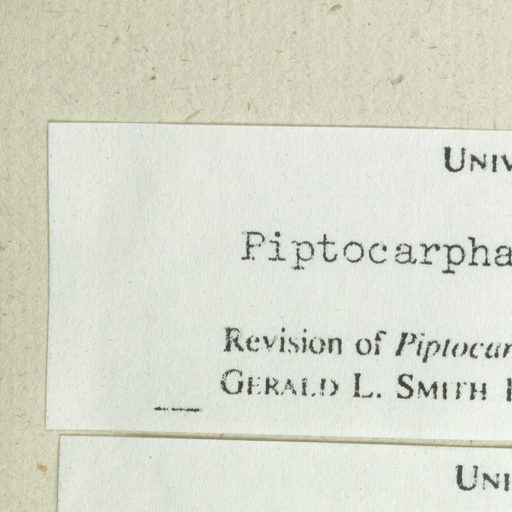 UNIV
Piptocarpha
Revision of Piptocar
GERALD L. SMITH
UNI